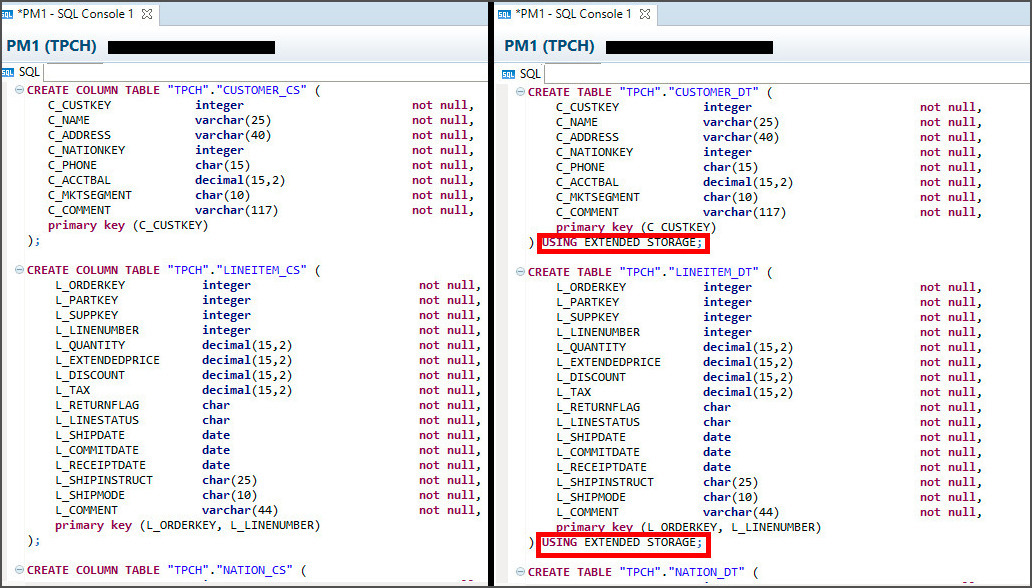 SQL *PM1 - SQL Console 1
PM1 (TPCH)
SQL SQL
CREATE COLUMN TABLE "TPCH"."CUSTOMER_CS" (
C_CUSTKEY integer not null,
C_NAME varchar(25) not null,
C_ADDRESS varchar(40) not null,
C_NATIONKEY integer not null,
C_PHONE char(15) not null,
C_ACCTBAL decimal(15,2) not null,
C_MKTSEGMENT char(10) not null,
C_COMMENT varchar(117) not null,
primary key (C_CUSTKEY)
);
CREATE COLUMN TABLE "TPCH"."LINEITEM_CS" (
L_ORDERKEY integer not null,
L_PARTKEY integer not null,
L_SUPPKEY integer not null,
L_LINENUMBER integer not null,
L_QUANTITY decimal(15,2) not null,
L_EXTENDEDPRICE decimal(15,2) not null,
L_DISCOUNT decimal(15,2) not null,
L_TAX decimal(15,2) not null,
L_RETURNFLAG char not null,
L_LINESTATUS char not null,
L_SHIPDATE date not null,
L_COMMITDATE date not null,
L_RECEIPTDATE date not null,
L_SHIPINSTRUCT char(25) not null,
L_SHIPMODE char(10) not null,
L_COMMENT varchar(44) not null,
primary key (L_ORDERKEY, L_LINENUMBER)
);
CREATE COLUMN TABLE "TPCH"."NATION_CS" (
SQL *PM1 - SQL Console 1
PM1 (TPCH)
SQL SQL
CREATE TABLE "TPCH"."CUSTOMER_DT" (
C_CUSTKEY integer not null,
C_NAME varchar(25) not null,
C_ADDRESS varchar(40) not null,
C_NATIONKEY integer not null,
C_PHONE char(15) not null,
C_ACCTBAL decimal(15,2) not null,
C_MKTSEGMENT char(10) not null,
C_COMMENT varchar(117) not null,
primary key (C_CUSTKEY)
) USING EXTENDED STORAGE;
CREATE TABLE "TPCH"."LINEITEM_DT" (
L_ORDERKEY integer not null,
L_PARTKEY integer not null,
L_SUPPKEY integer not null,
L_LINENUMBER integer not null,
L_QUANTITY decimal(15,2) not null,
L_EXTENDEDPRICE decimal(15,2) not null,
L_DISCOUNT decimal(15,2) not null,
L_TAX decimal(15,2) not null,
L_RETURNFLAG char not null,
L_LINESTATUS char not null,
L_SHIPDATE date not null,
L_COMMITDATE date not null,
L_RECEIPTDATE date not null,
L_SHIPINSTRUCT char(25) not null,
L_SHIPMODE char(10) not null,
L_COMMENT varchar(44) not null,
primary key (L_ORDERKEY, L_LINENUMBER)
) USING EXTENDED STORAGE;
CREATE TABLE "TPCH"."NATION_DT" (